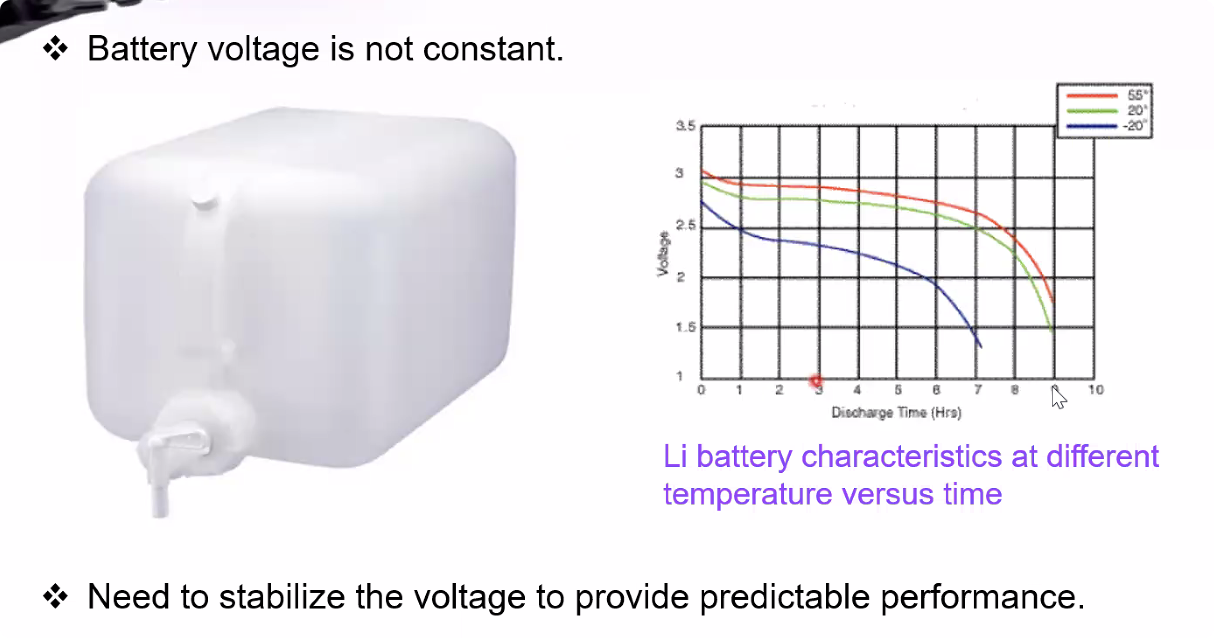 ❖ Battery voltage is not constant.
55°
20°
-20°
3.5
3
2.5
2
1.5
1
Voltage
0 1 2 3 4 5 6 7 8 10
Discharge Time (Hrs)
Li battery characteristics at different
temperature versus time
❖ Need to stabilize the voltage to provide predictable performance.